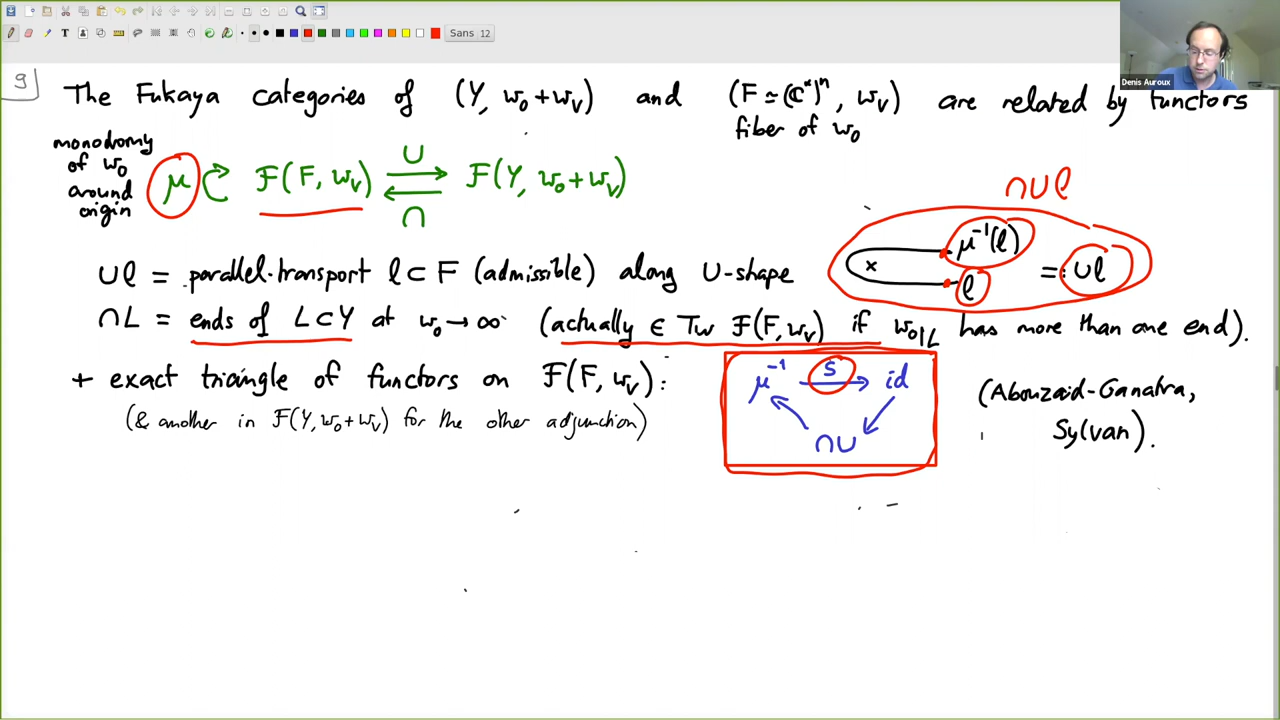 Sans 12
Denis Auroux
9
The Fukaya categories of (Y, w₀+w_V) and (F ≃ (ℂ*)ⁿ, w_V) are related by functors
fiber of w₀
monodromy
of w₀
around
origin
μ F(F, w_V) ∪ F(Y, w₀+w_V)
∩
∩∪ℓ
∪ℓ = parallel-transport ℓ⊂F (admissible) along U-shape × μ⁻¹(ℓ) ℓ = ∪ℓ
∩L = ends of L⊂Y at w₀→∞ (actually ∈ Tw F(F,w_V) if w₀|L has more than one end).
+ exact triangle of functors on F(F, w_V): μ⁻¹ s id
(& another in F(Y, w₀+w_V) for the other adjunction) ∩∪
(Abouzaid-Ganatra,
Sylvan).